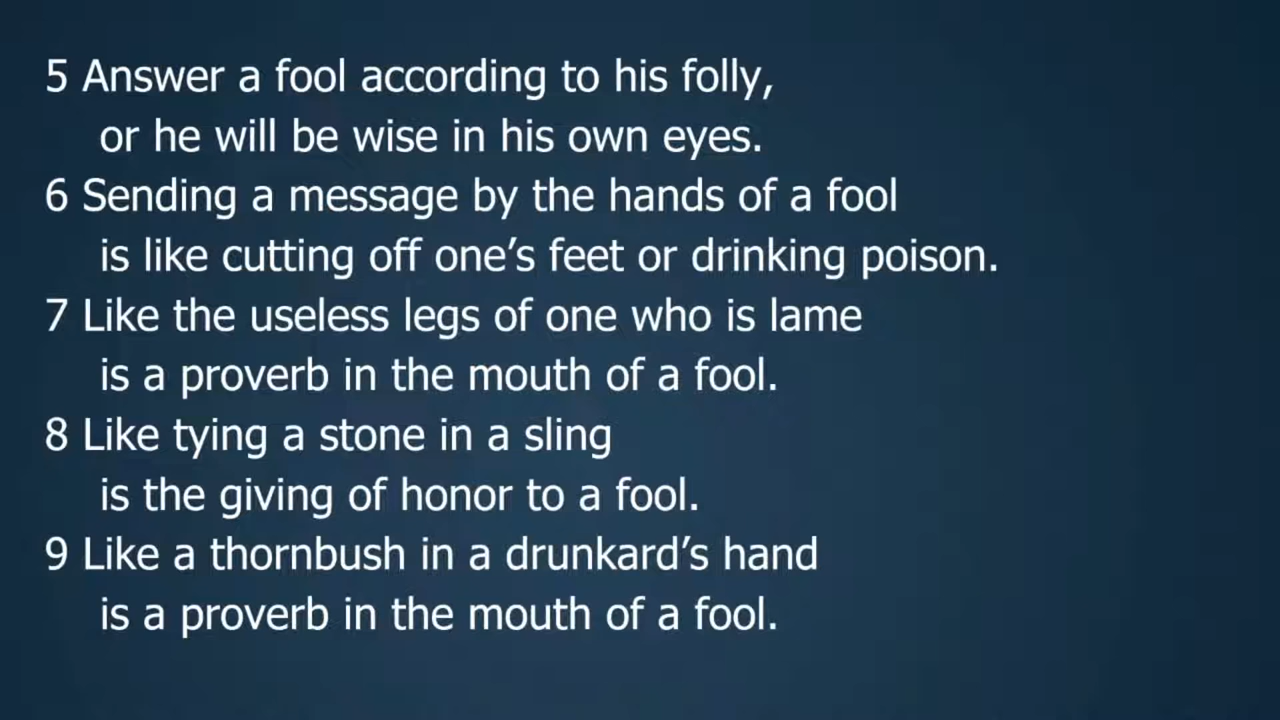 5 Answer a fool according to his folly,
or he will be wise in his own eyes.
6 Sending a message by the hands of a fool
is like cutting off one’s feet or drinking poison.
7 Like the useless legs of one who is lame
is a proverb in the mouth of a fool.
8 Like tying a stone in a sling
is the giving of honor to a fool.
9 Like a thornbush in a drunkard’s hand
is a proverb in the mouth of a fool.